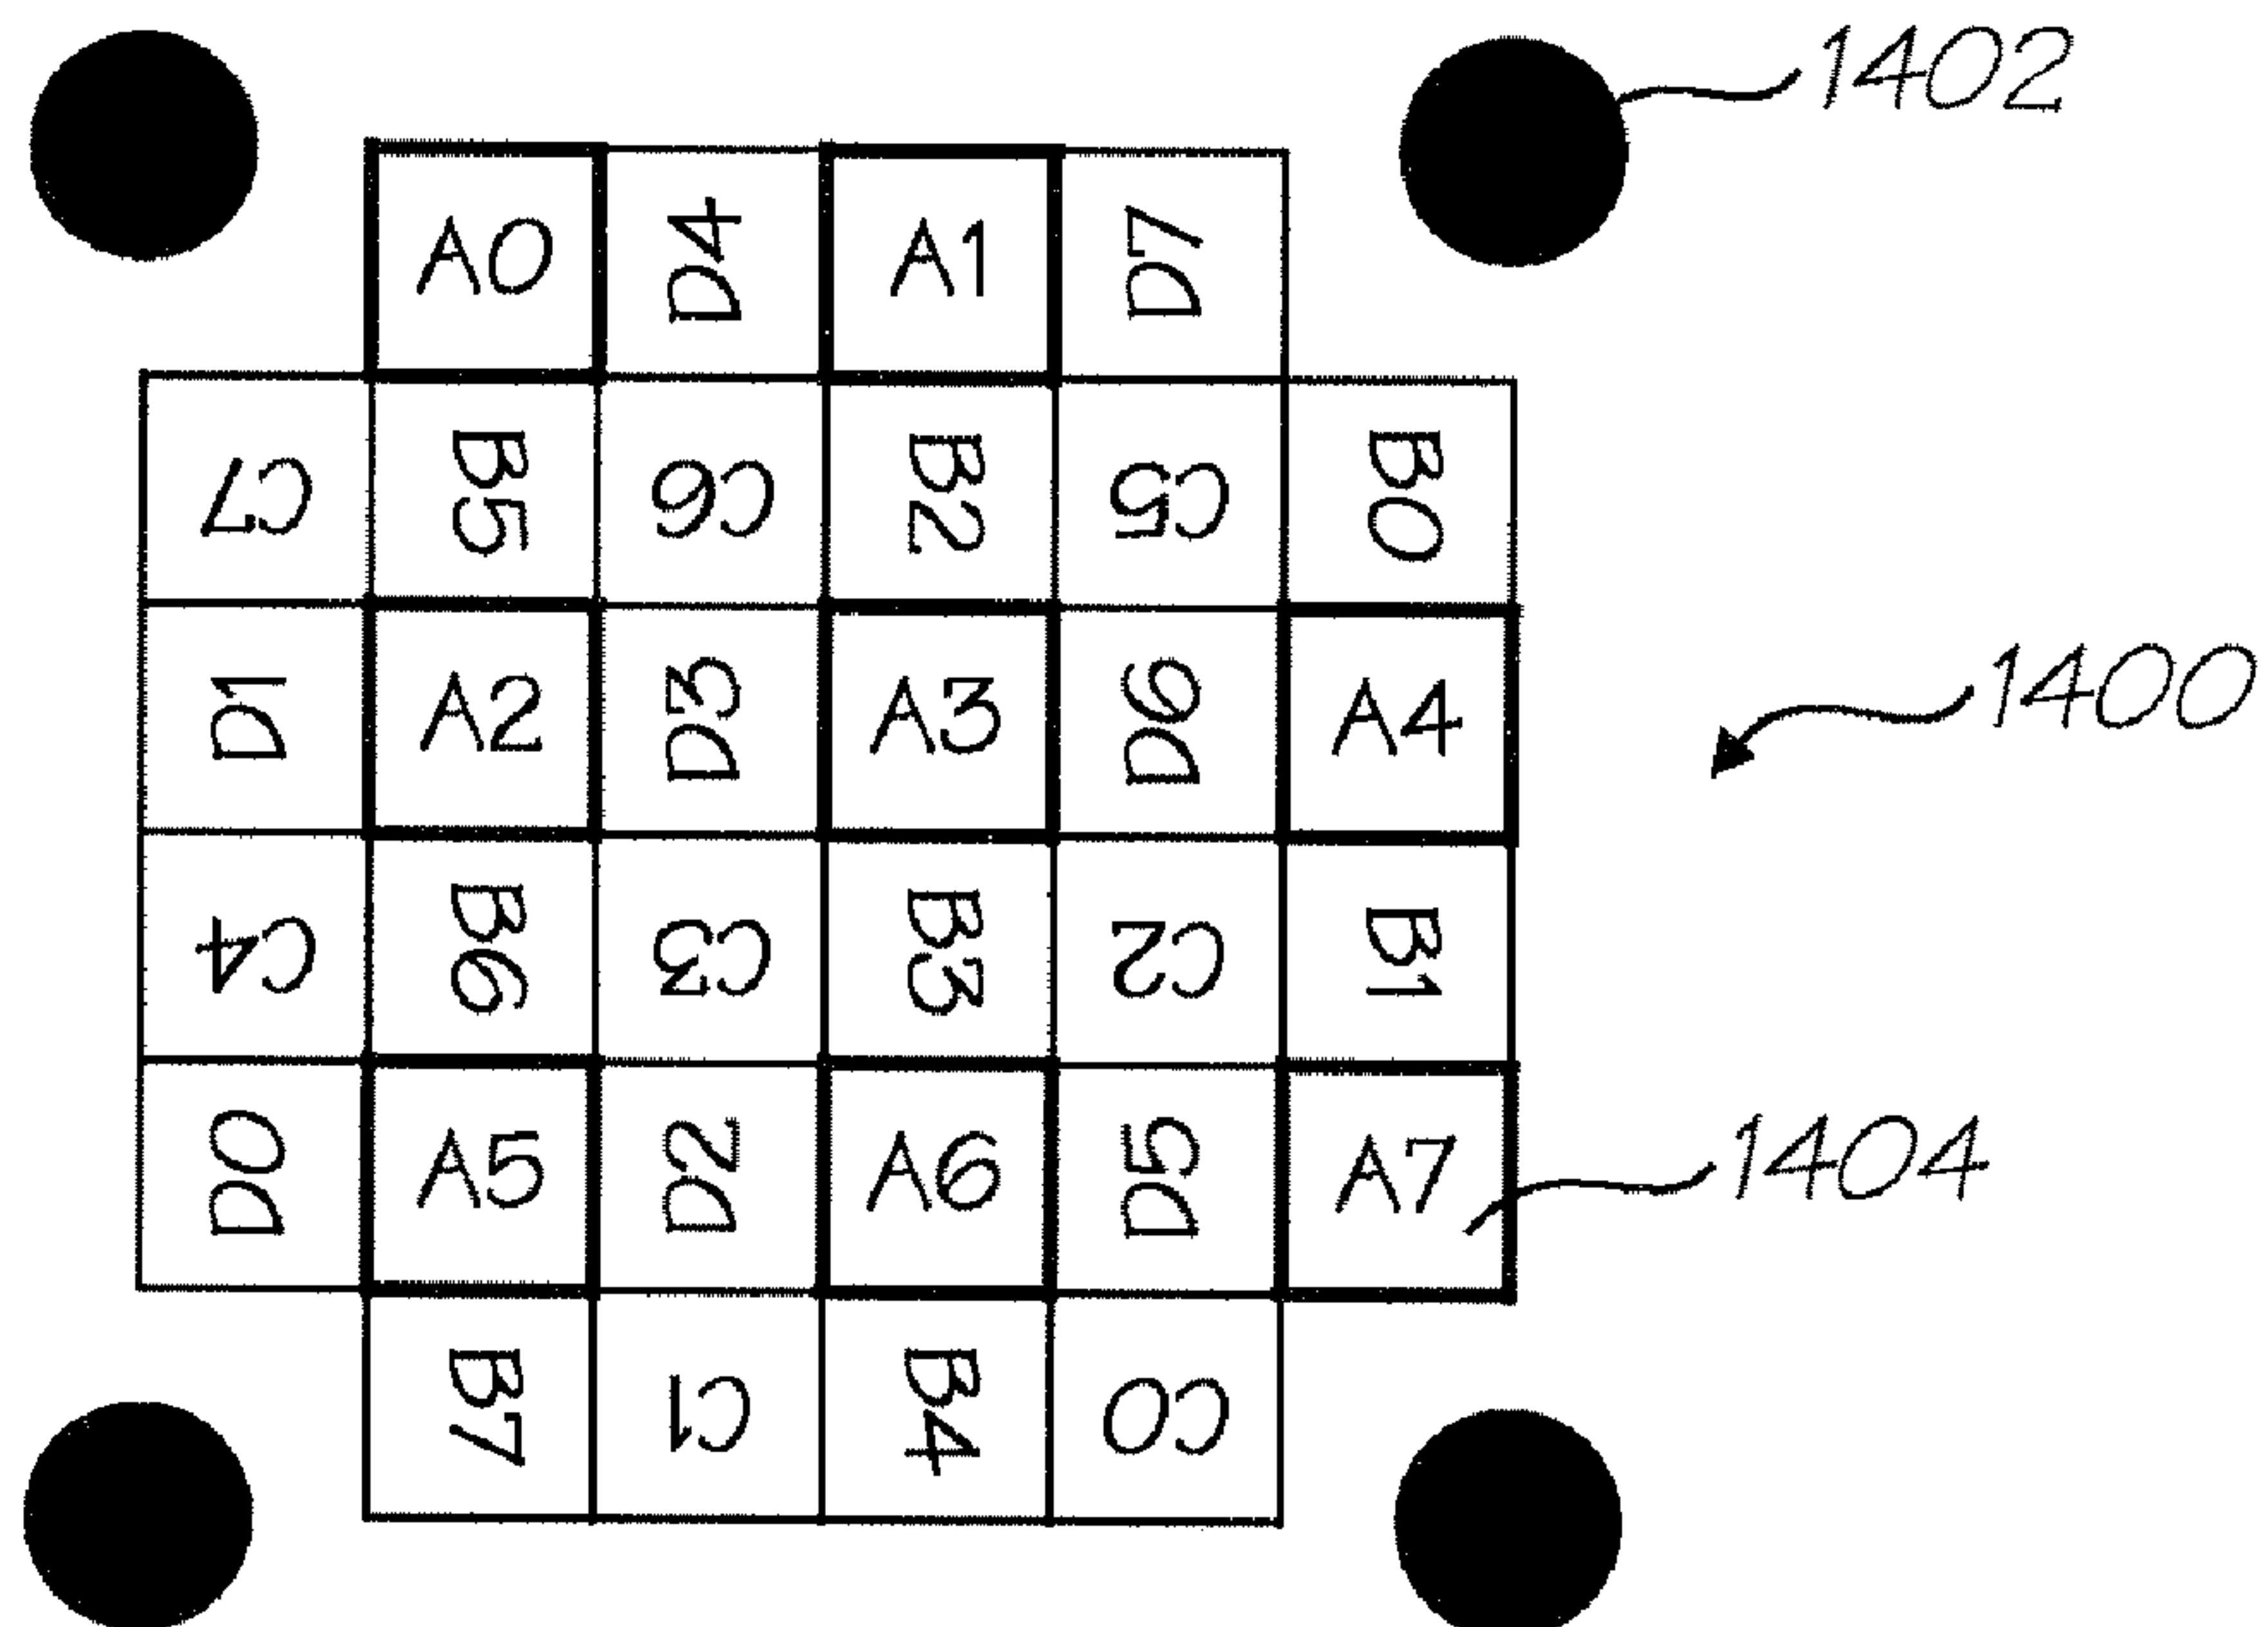 1402
A0 D4 A1 D7
C7 B5 C6 B2 C5 B0
D1 A2 D3 A3 D6 A4
1400
C4 B6 C3 B3 C2 B1
D0 A5 D2 A6 D5 A7
1404
B7 C1 B4 C0